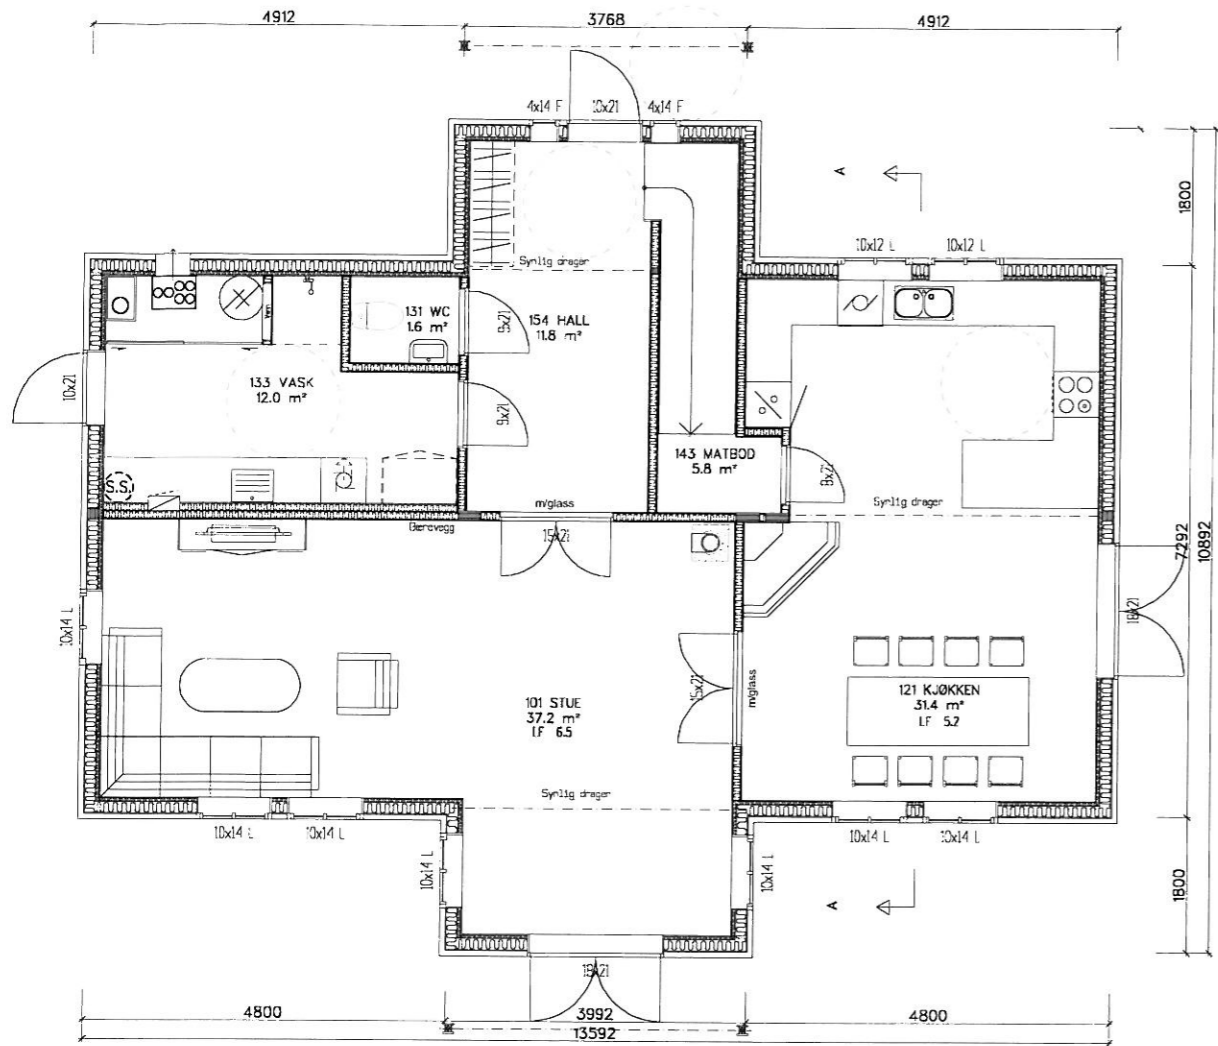 4912
3768
4912
4x14 F
10x21
4x14 F
A
1800
10x12 L
10x12 L
Synlig drager
131 WC
1.6 m²
9x21
154 HALL
11.8 m²
10x21
133 VASK
12.0 m²
9x21
143 MATBOD
5.8 m²
8x21
S.S.
m/glass
Synlig drager
Bærevegg
15x21
7292
10892
10x14 L
18x21
15x21
m/glass
101 STUE
37.2 m²
LF 6.5
121 KJØKKEN
31.4 m²
LF 5.2
Synlig drager
10x14 L
10x14 L
10x14 L
10x14 L
10x14 L
10x14 L
A
1800
18x21
4800
3992
4800
13592